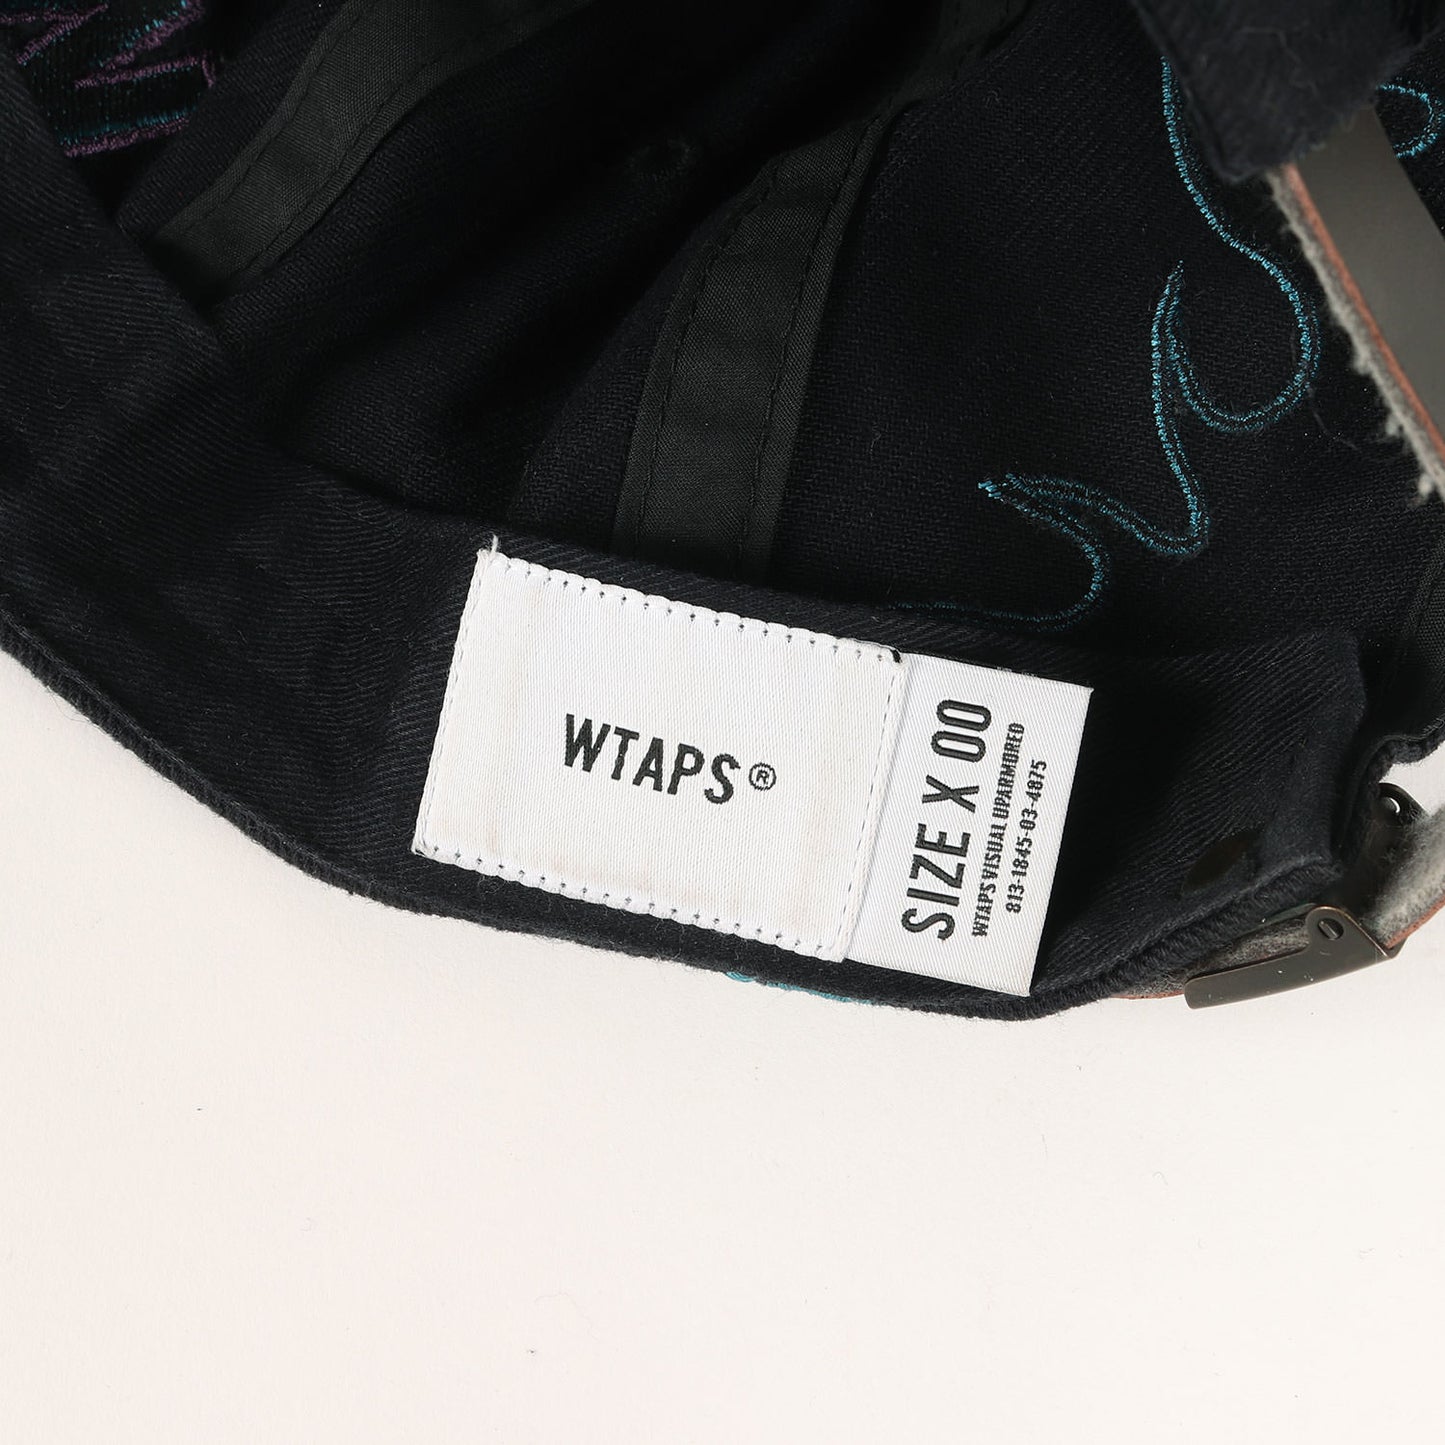 WTAPS®
SIZE X 00
WTAPS VISUAL UPARMORED
813-1845-03-4875